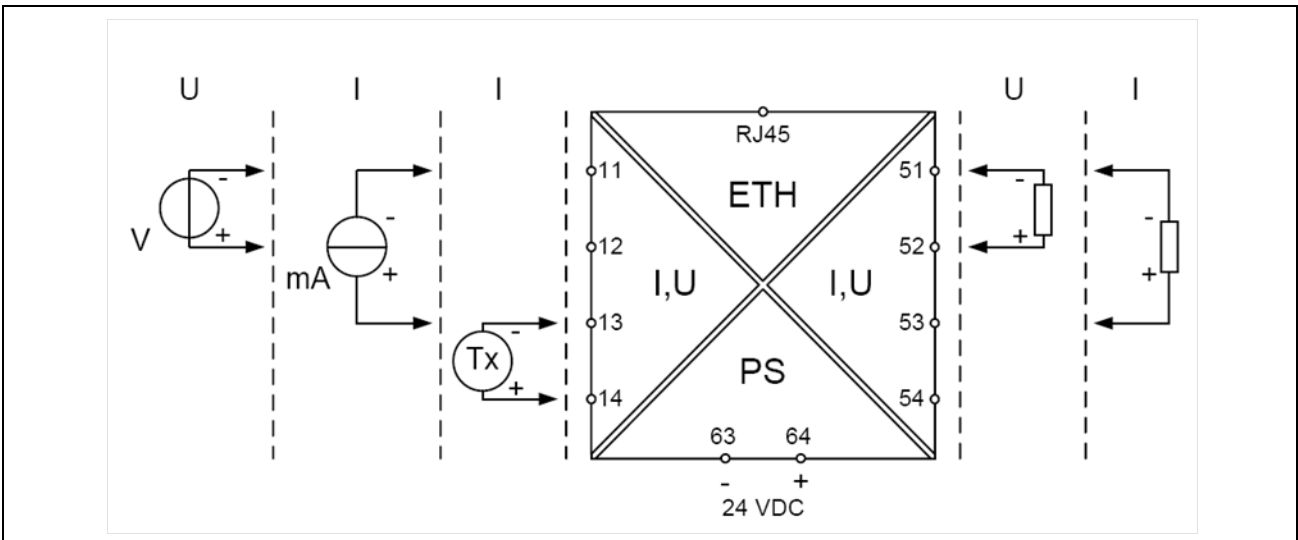 U I I U I
RJ45
11 51
- - -
ETH
V + - + 12 52 + -
mA + I,U I,U +
- 13 53
Tx
PS
+ 14 54
63 64
- +
24 VDC